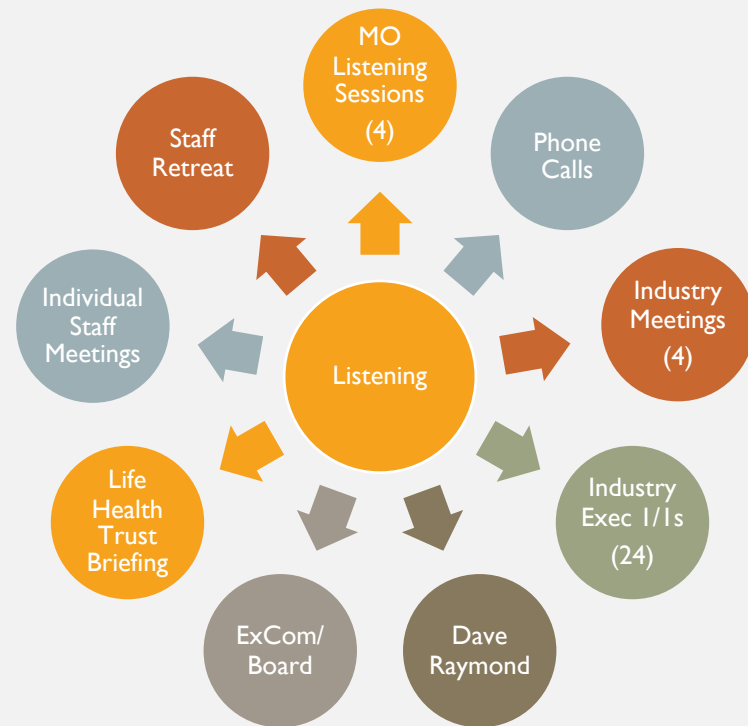 MO
Listening
Sessions
(4)
Phone
Calls
Industry
Meetings
(4)
Industry
Exec 1/1s
(24)
Dave
Raymond
ExCom/
Board
Life
Health
Trust
Briefing
Individual
Staff
Meetings
Staff
Retreat
Listening